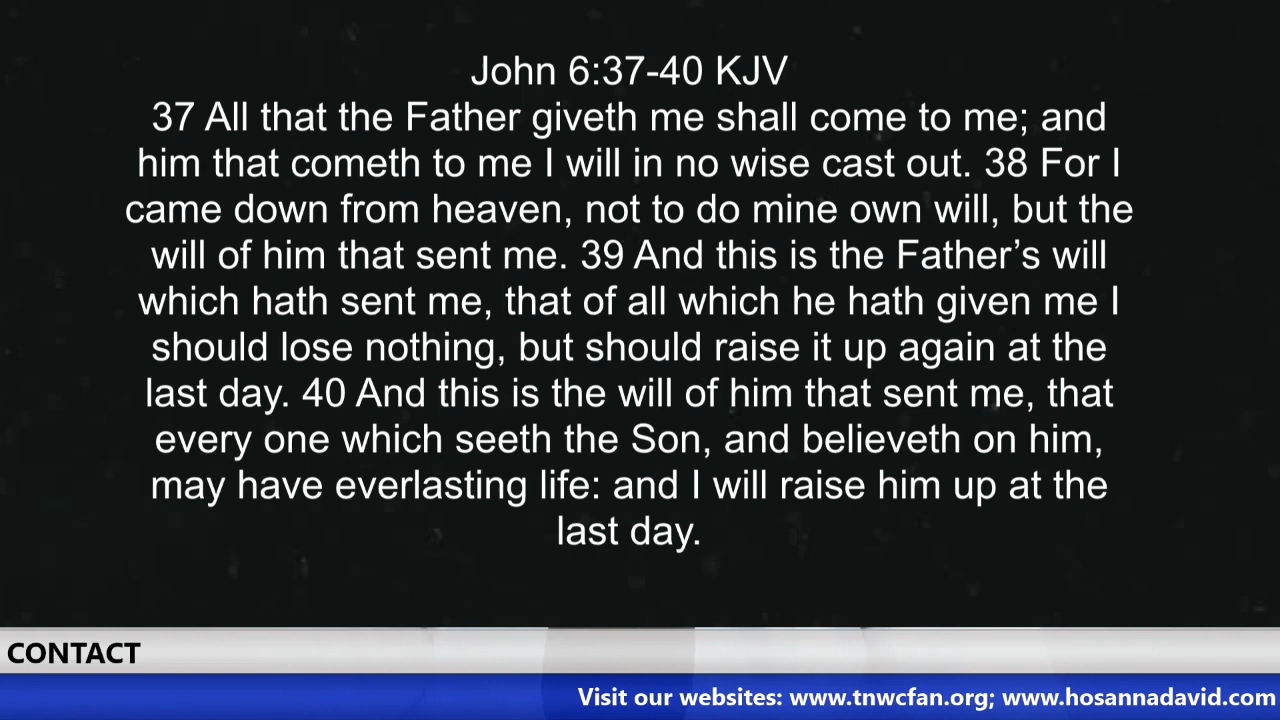 John 6:37-40 KJV
37 All that the Father giveth me shall come to me; and
him that cometh to me I will in no wise cast out. 38 For I
came down from heaven, not to do mine own will, but the
will of him that sent me. 39 And this is the Father’s will
which hath sent me, that of all which he hath given me I
should lose nothing, but should raise it up again at the
last day. 40 And this is the will of him that sent me, that
every one which seeth the Son, and believeth on him,
may have everlasting life: and I will raise him up at the
last day.
CONTACT
Visit our websites: www.tnwcfan.org; www.hosannadavid.com